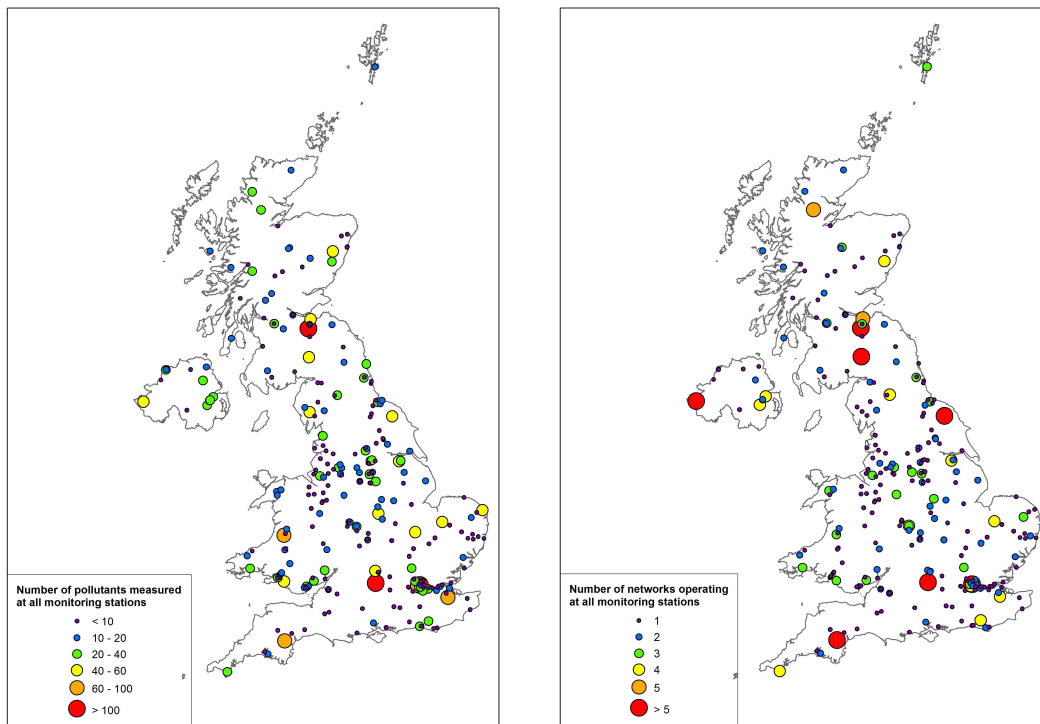 Number of pollutants measured
at all monitoring stations
< 10
10 - 20
20 - 40
40 - 60
60 - 100
> 100
Number of networks operating
at all monitoring stations
1
2
3
4
5
> 5